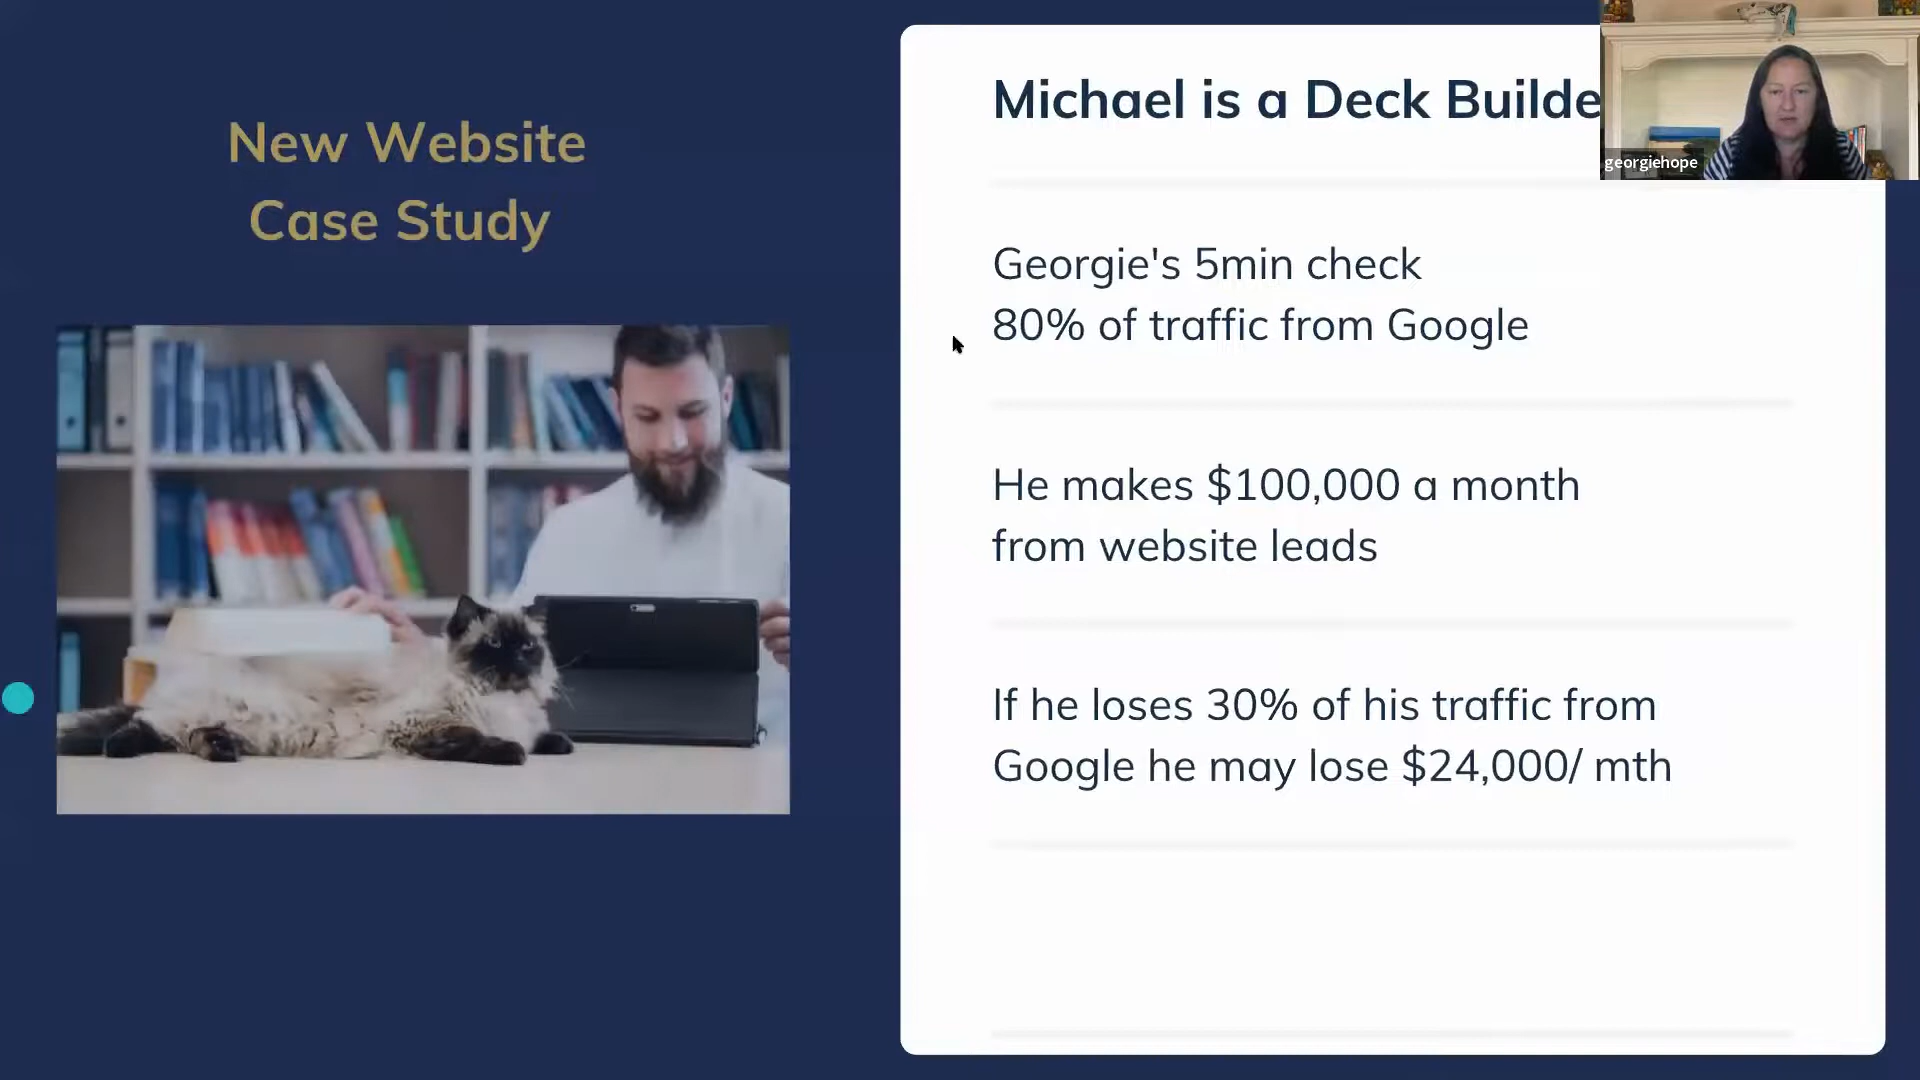 New Website
Case Study
Michael is a Deck Builde
georgiehope
Georgie's 5min check
80% of traffic from Google
He makes $100,000 a month
from website leads
If he loses 30% of his traffic from
Google he may lose $24,000/ mth